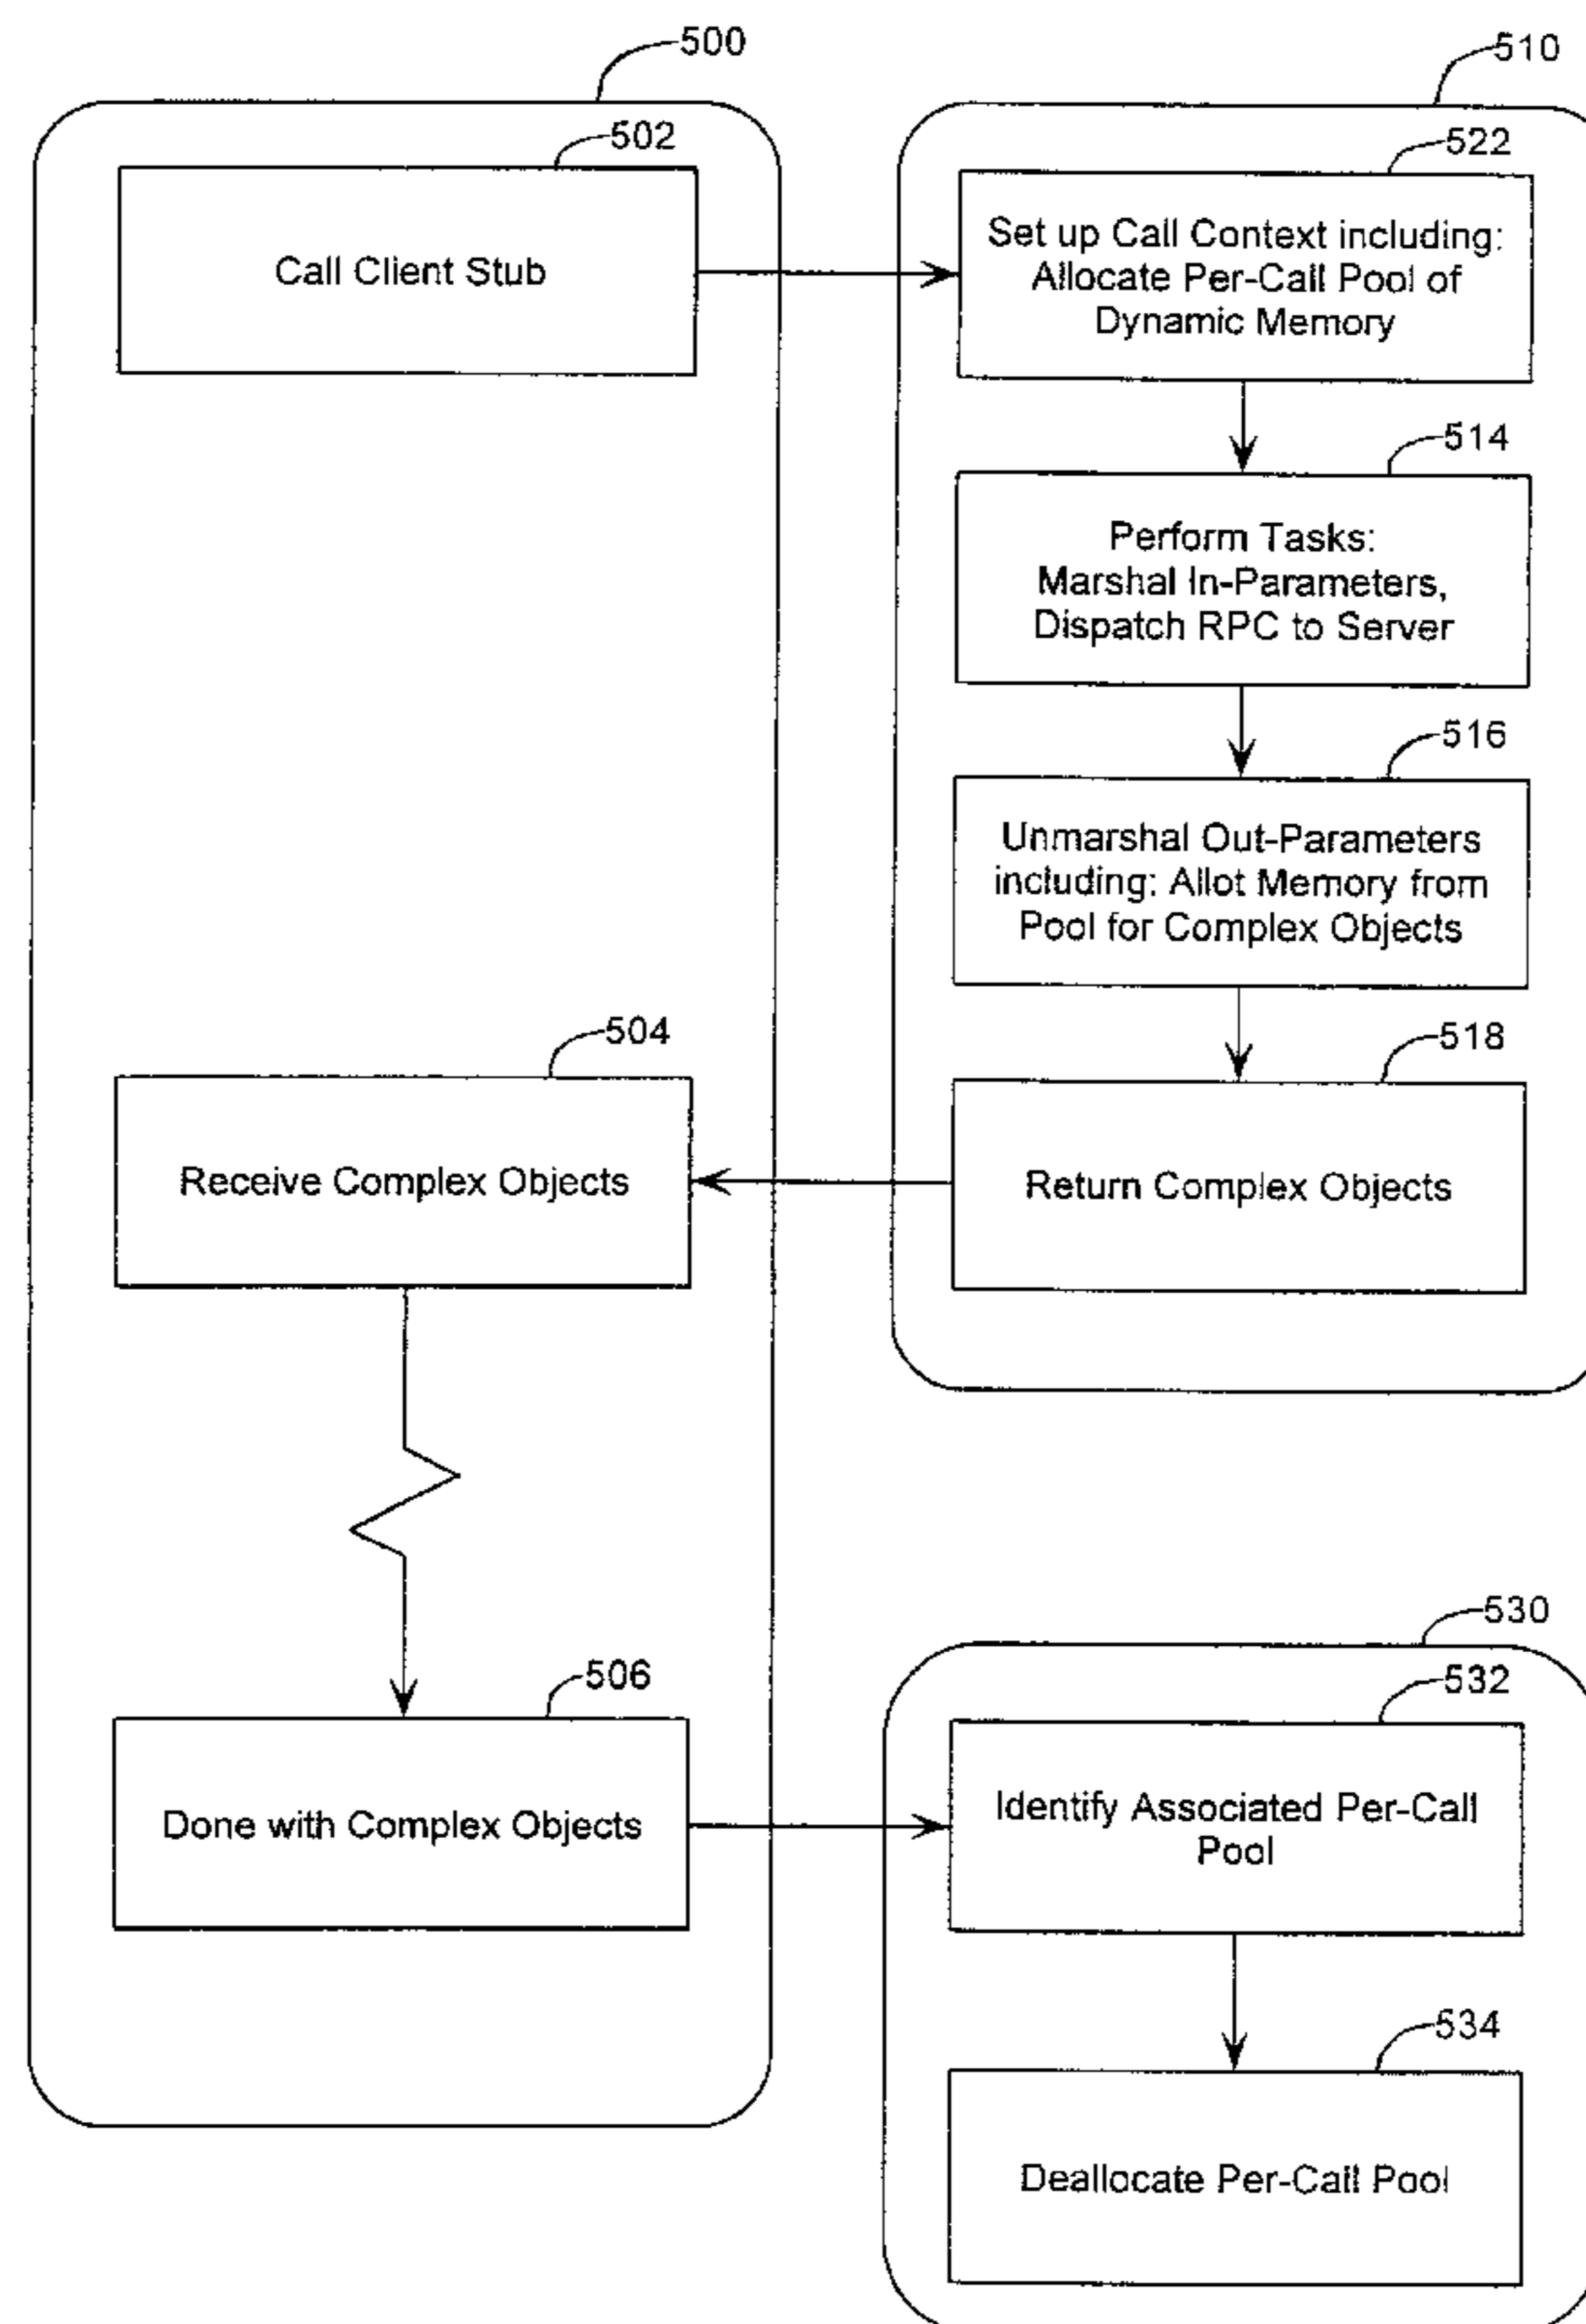 500
510
502
522
Call Client Stub
Set up Call Context including:
Allocate Per-Call Pool of
Dynamic Memory
514
Perform Tasks:
Marshal In-Parameters,
Dispatch RPC to Server
516
Unmarshal Out-Parameters
including: Allot Memory from
Pool for Complex Objects
504
518
Receive Complex Objects
Return Complex Objects
530
506
532
Done with Complex Objects
Identify Associated Per-Call
Pool
534
Deallocate Per-Call Pool